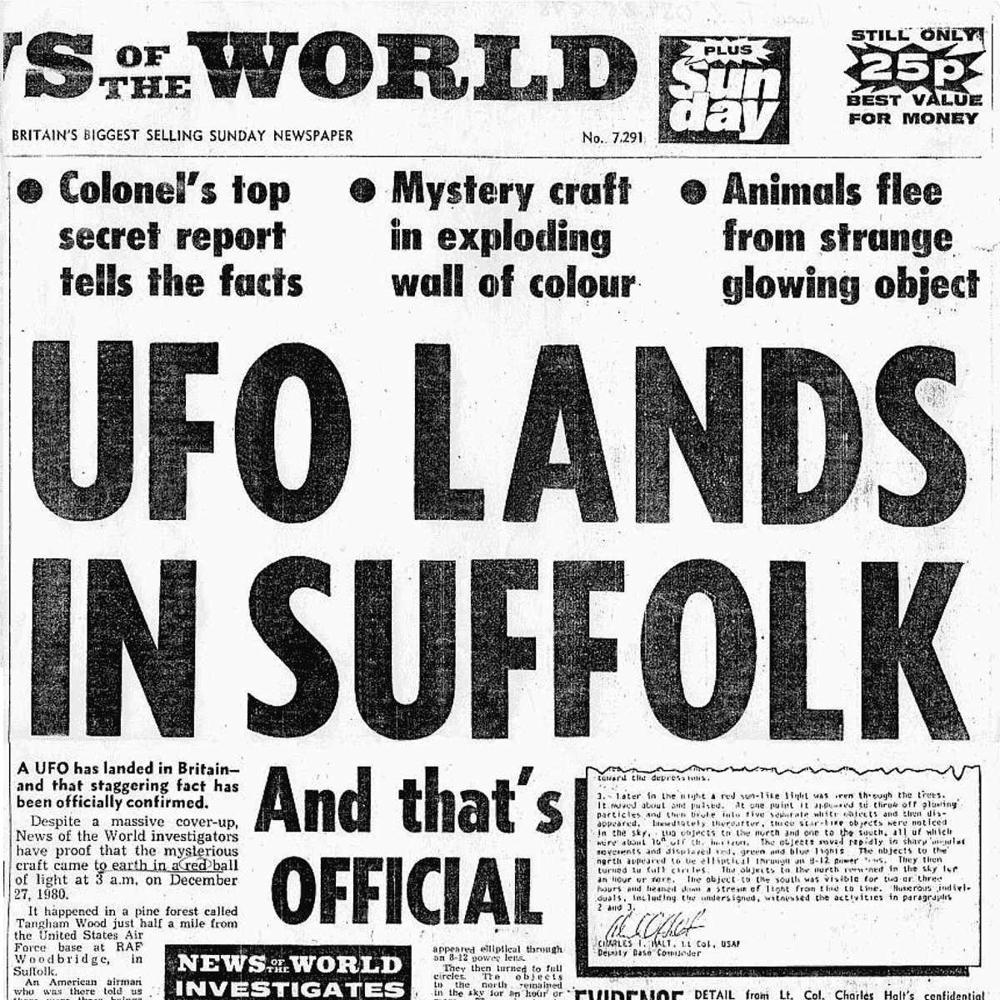 S OF THE WORLD
PLUS
Sun
day
STILL ONLY
25p
BEST VALUE
FOR MONEY
BRITAIN'S BIGGEST SELLING SUNDAY NEWSPAPER
No. 7,291
● Colonel's top
secret report
tells the facts
● Mystery craft
in exploding
wall of colour
● Animals flee
from strange
glowing object
UFO LANDS
IN SUFFOLK
And that's
OFFICIAL
A UFO has landed in Britain—
and that staggering fact has
been officially confirmed.
Despite a massive cover-up,
News of the World investigators
have proof that the mysterious
craft came to earth in a red ball
of light at 3 a.m. on December
27, 1980.
It happened in a pine forest called
Tangham Wood just half a mile from
the United States Air
Force base at RAF
Woodbridge, in
Suffolk.
An American airman
who was there told us
NEWS OF THE WORLD
INVESTIGATES
appeared elliptical through
an 8-12 power lens.
They then turned to full
circles. The objects
to the north remained
in the sky for an hour or
toward the depressions.
3. Later in the night a red sun-like light was seen through the trees.
It moved about and pulsed. At one point it appeared to throw off glowing
particles and then broke into five separate white objects and then dis-
appeared. Immediately thereafter, three star-like objects were noticed
in the sky, two objects to the north and one to the south, all of which
were about 10° off the horizon. The objects moved rapidly in sharp angular
movements and displayed red, green and blue lights. The objects to the
north appeared to be elliptical through an 8-12 power lens. They then
turned to full circles. The objects to the north remained in the sky for
an hour or more. The object to the south was visible for two or three
hours and beamed down a stream of light from time to time. Numerous indivi-
duals, including the undersigned, witnessed the activities in paragraphs
2 and 3.
CHARLES I. HALT, Lt Col, USAF
Deputy Base Commander
EVIDENCE DETAIL from Lt. Col. Charles Halt's confidential